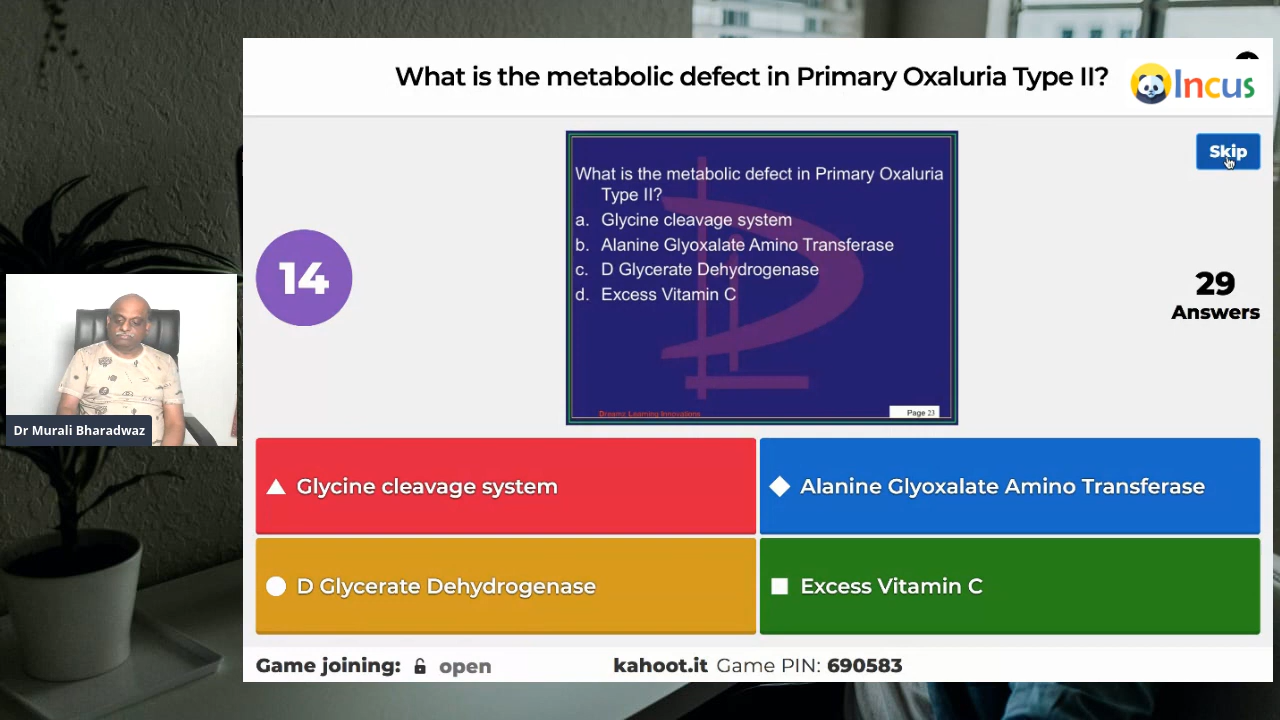 What is the metabolic defect in Primary Oxaluria Type II?
Incus
Skip
What is the metabolic defect in Primary Oxaluria
Type II?
a. Glycine cleavage system
b. Alanine Glyoxalate Amino Transferase
c. D Glycerate Dehydrogenase
d. Excess Vitamin C
Dreamz Learning Innovations
Page 23
14
29
Answers
Dr Murali Bharadwaz
Glycine cleavage system
Alanine Glyoxalate Amino Transferase
D Glycerate Dehydrogenase
Excess Vitamin C
Game joining: open
kahoot.it Game PIN: 690583